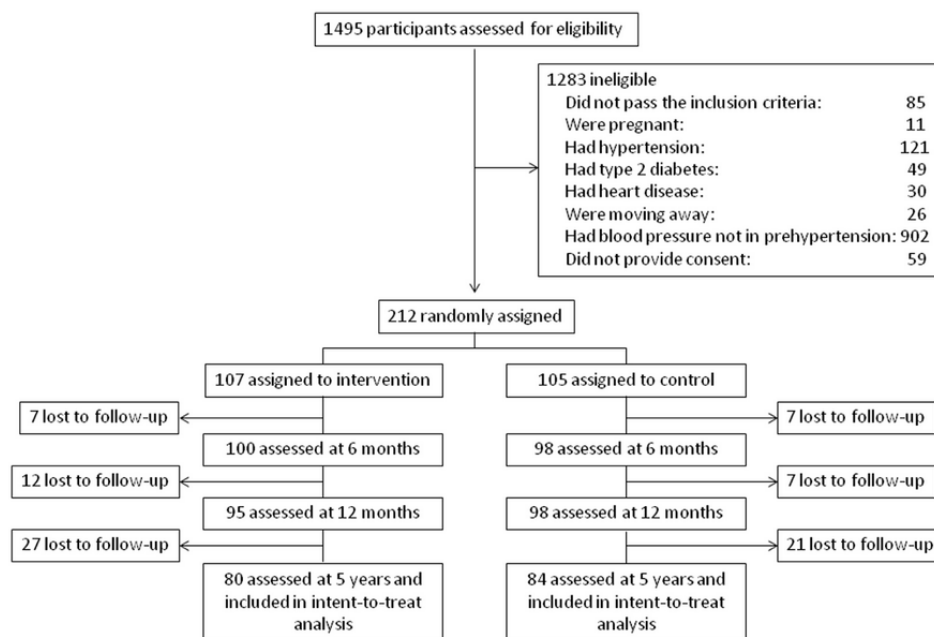 1495 participants assessed for eligibility
1283 ineligible
Did not pass the inclusion criteria: 85
Were pregnant: 11
Had hypertension: 121
Had type 2 diabetes: 49
Had heart disease: 30
Were moving away: 26
Had blood pressure not in prehypertension: 902
Did not provide consent: 59
212 randomly assigned
107 assigned to intervention
105 assigned to control
7 lost to follow-up
7 lost to follow-up
100 assessed at 6 months
98 assessed at 6 months
12 lost to follow-up
7 lost to follow-up
95 assessed at 12 months
98 assessed at 12 months
27 lost to follow-up
21 lost to follow-up
80 assessed at 5 years and
included in intent-to-treat
analysis
84 assessed at 5 years and
included in intent-to-treat
analysis